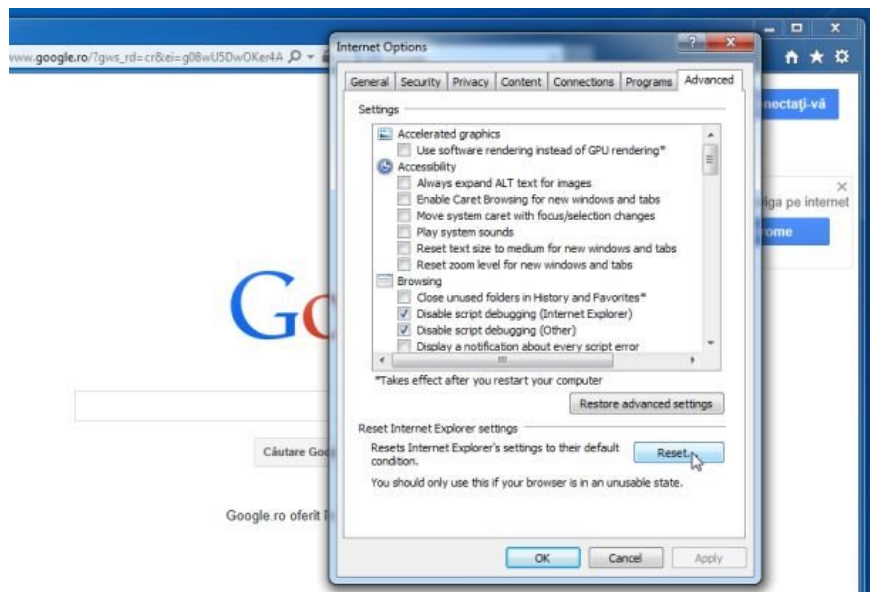 www.google.ro/?gws_rd=cr&ei=g08wU5DwOKer4A
Internet Options
General Security Privacy Content Connections Programs Advanced
nectați-vă
Settings
Accelerated graphics
Use software rendering instead of GPU rendering*
Accessibility
Always expand ALT text for images
Enable Caret Browsing for new windows and tabs
Move system caret with focus/selection changes
Play system sounds
Reset text size to medium for new windows and tabs
Reset zoom level for new windows and tabs
Browsing
Close unused folders in History and Favorites*
Disable script debugging (Internet Explorer)
Disable script debugging (Other)
Display a notification about every script error
*Takes effect after you restart your computer
Restore advanced settings
Reset Internet Explorer settings
Resets Internet Explorer's settings to their default
condition.
Reset...
You should only use this if your browser is in an unusable state.
OK Cancel Apply
iga pe internet
ome
Go
Căutare Goo
Google.ro oferit î